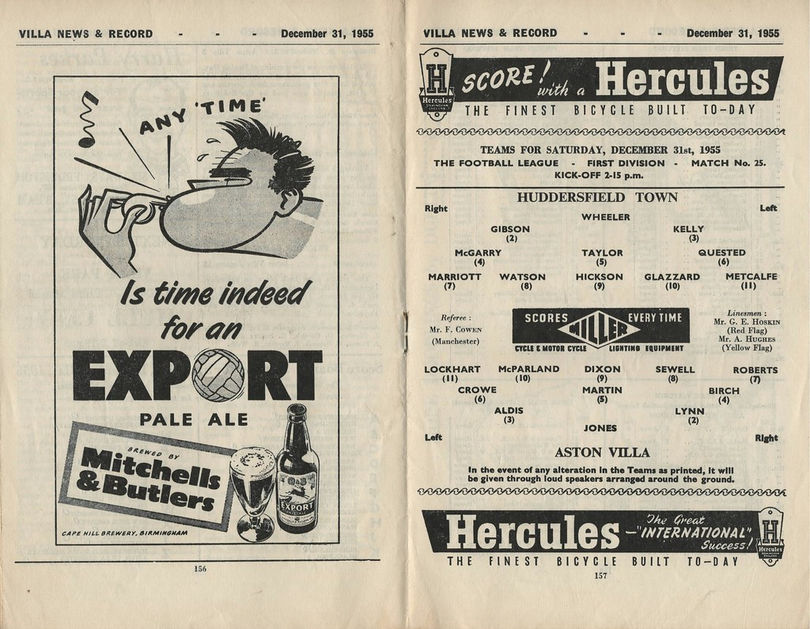 VILLA NEWS & RECORD - - - December 31, 1955
ANY 'TIME'
Is time indeed
for an
EXPORT
PALE ALE
BREWED BY
Mitchells
& Butlers
EXPORT
CAPE HILL BREWERY, BIRMINGHAM
156
VILLA NEWS & RECORD - - - December 31, 1955
H
Hercules
SCORE! with a Hercules
THE FINEST BICYCLE BUILT TO-DAY
TEAMS FOR SATURDAY, DECEMBER 31st, 1955
THE FOOTBALL LEAGUE - FIRST DIVISION - MATCH No. 25.
KICK-OFF 2-15 p.m.
HUDDERSFIELD TOWN
Right Left
WHEELER
GIBSON KELLY
(2) (3)
McGARRY TAYLOR QUESTED
(4) (5) (6)
MARRIOTT WATSON HICKSON GLAZZARD METCALFE
(7) (8) (9) (10) (11)
Referee :
Mr. F. COWEN
(Manchester)
SCORES MILLER EVERY TIME
CYCLE & MOTOR CYCLE LIGHTING EQUIPMENT
Linesmen :
Mr. G. E. HOSKIN
(Red Flag)
Mr. A. HUGHES
(Yellow Flag)
LOCKHART McPARLAND DIXON SEWELL ROBERTS
(11) (10) (9) (8) (7)
CROWE MARTIN BIRCH
(6) (5) (4)
ALDIS LYNN
(3) (2)
JONES
Left Right
ASTON VILLA
In the event of any alteration in the Teams as printed, it will
be given through loud speakers arranged around the ground.
Hercules The Great
—"INTERNATIONAL"
Success!
H
Hercules
THE FINEST BICYCLE BUILT TO-DAY
157